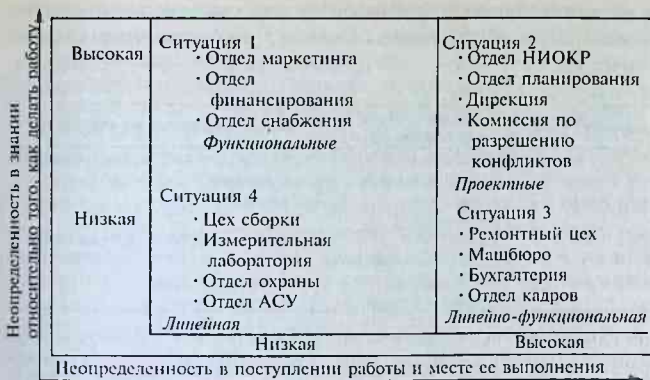 Неопределенность в знании
относительно того, как делать работу
Высокая
Ситуация 1
· Отдел маркетинга
· Отдел
финансирования
· Отдел снабжения
Функциональные
Ситуация 2
· Отдел НИОКР
· Отдел планирования
· Дирекция
· Комиссия по
разрешению
конфликтов
Проектные
Низкая
Ситуация 4
· Цех сборки
· Измерительная
лаборатория
· Отдел охраны
· Отдел АСУ
Линейная
Ситуация 3
· Ремонтный цех
· Машбюро
· Бухгалтерия
· Отдел кадров
Линейно-функциональная
Низкая
Высокая
Неопределенность в поступлении работы и месте ее выполнения